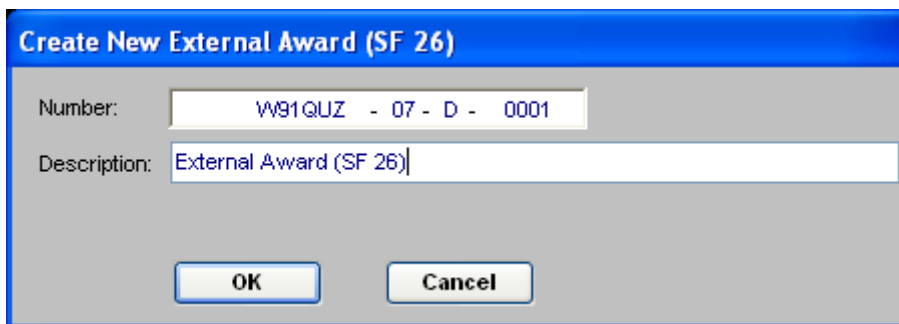 Create New External Award (SF 26)
Number: W91QUZ - 07 - D - 0001
Description: External Award (SF 26)
OK Cancel